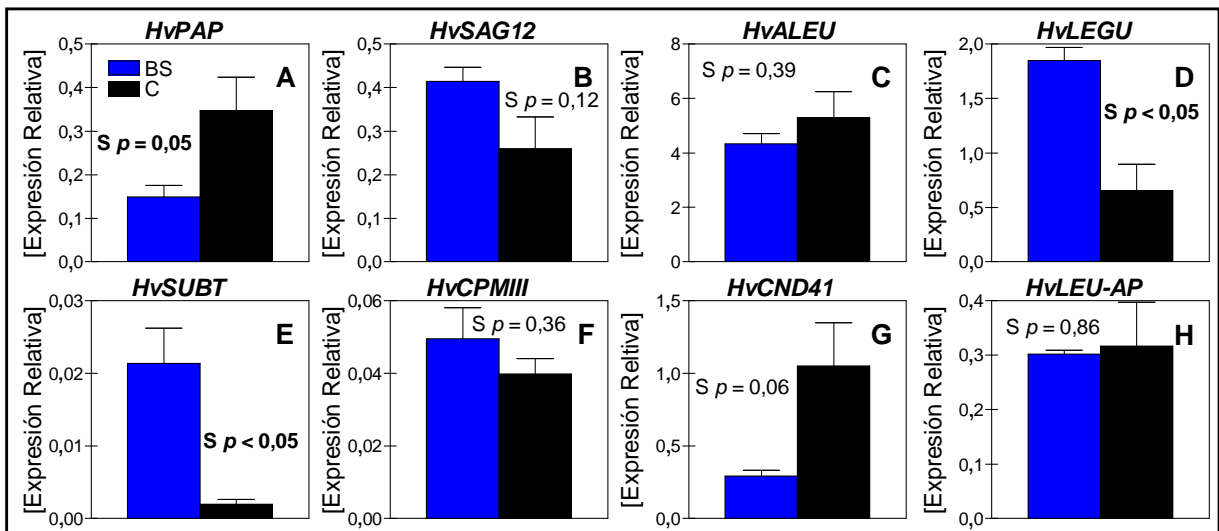 HvPAP
[Expresión Relativa]
0,5
0,4
0,3
0,2
0,1
0,0
BS
C
A
S p = 0,05
HvSAG12
[Expresión Relativa]
0,5
0,4
0,3
0,2
0,1
0,0
B
S p = 0,12
HvALEU
[Expresión Relativa]
8
6
4
2
0
S p = 0,39
C
HvLEGU
[Expresión Relativa]
2,0
1,5
1,0
0,5
0,0
D
S p < 0,05
HvSUBT
[Expresión Relativa]
0,03
0,02
0,01
0,00
E
S p < 0,05
HvCPMIII
[Expresión Relativa]
0,06
0,04
0,02
0,00
S p = 0,36
F
HvCND41
[Expresión Reltiva]
1,5
1,0
0,5
0,0
G
S p = 0,06
HvLEU-AP
[Expresión Relativa]
0,4
0,3
0,2
0,1
0,0
S p = 0,86
H